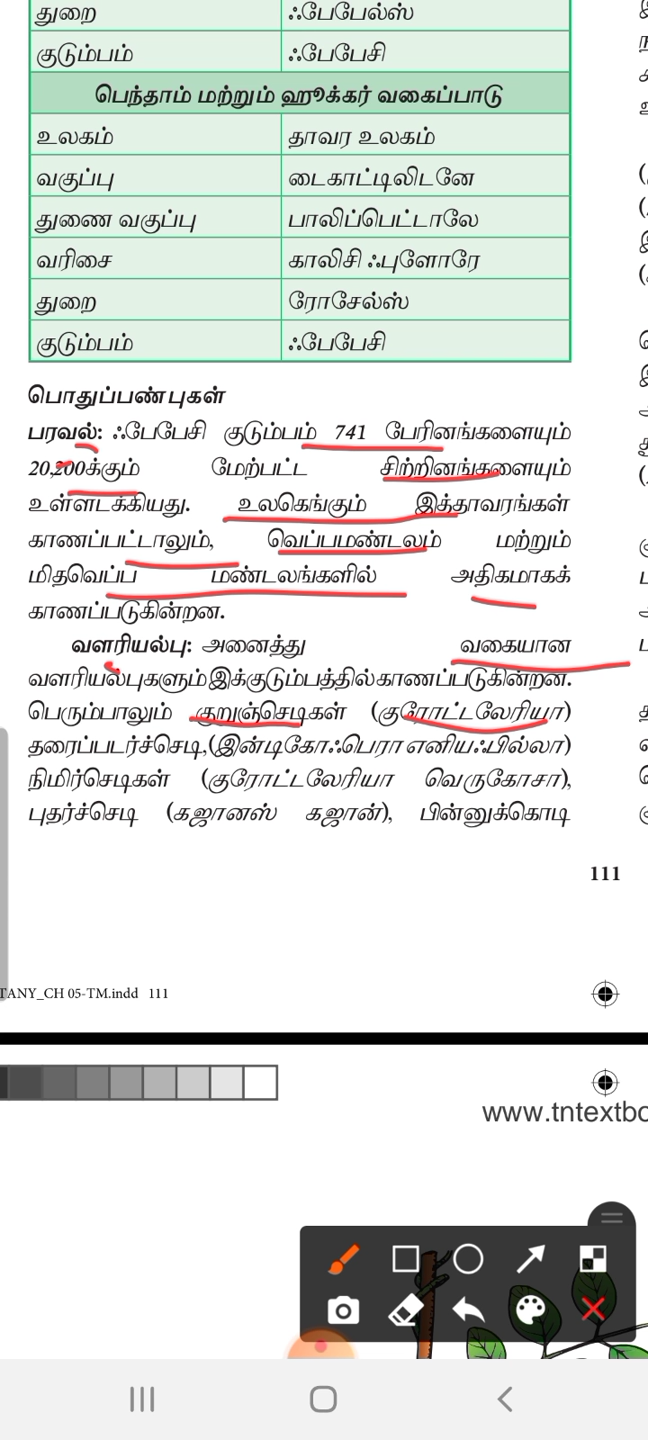 துறை ஃபேபேல்ஸ்
குடும்பம் ஃபேபேசி
பெந்தாம் மற்றும் ஹூக்கர் வகைப்பாடு
உலகம் தாவர உலகம்
வகுப்பு டைகாட்டிலிடனே
துணை வகுப்பு பாலிப்பெட்டாலே
வரிசை காலிசி ஃபுளோரே
துறை ரோசேல்ஸ்
குடும்பம் ஃபேபேசி
பொதுப்பண்புகள்
பரவல்: ஃபேபேசி குடும்பம் 741 பேரினங்களையும்
20,200க்கும் மேற்பட்ட சிற்றினங்களையும்
உள்ளடக்கியது. உலகெங்கும் இத்தாவரங்கள்
காணப்பட்டாலும், வெப்பமண்டலம் மற்றும்
மிதவெப்ப மண்டலங்களில் அதிகமாகக்
காணப்படுகின்றன.
வளரியல்பு: அனைத்து வகையான
வளரியல்புகளும்இக்குடும்பத்தில்காணப்படுகின்றன.
பெரும்பாலும் குறுஞ்செடிகள் (குரோட்டலேரியா)
தரைப்படர்ச்செடி,(இன்டிகோஃபெரா எனியஃபில்லா)
நிமிர்செடிகள் (குரோட்டலேரியா வெருகோசா),
புதர்ச்செடி (கஜானஸ் கஜான்), பின்னுக்கொடி
111
TANY_CH 05-TM.indd 111
www.tntextbo